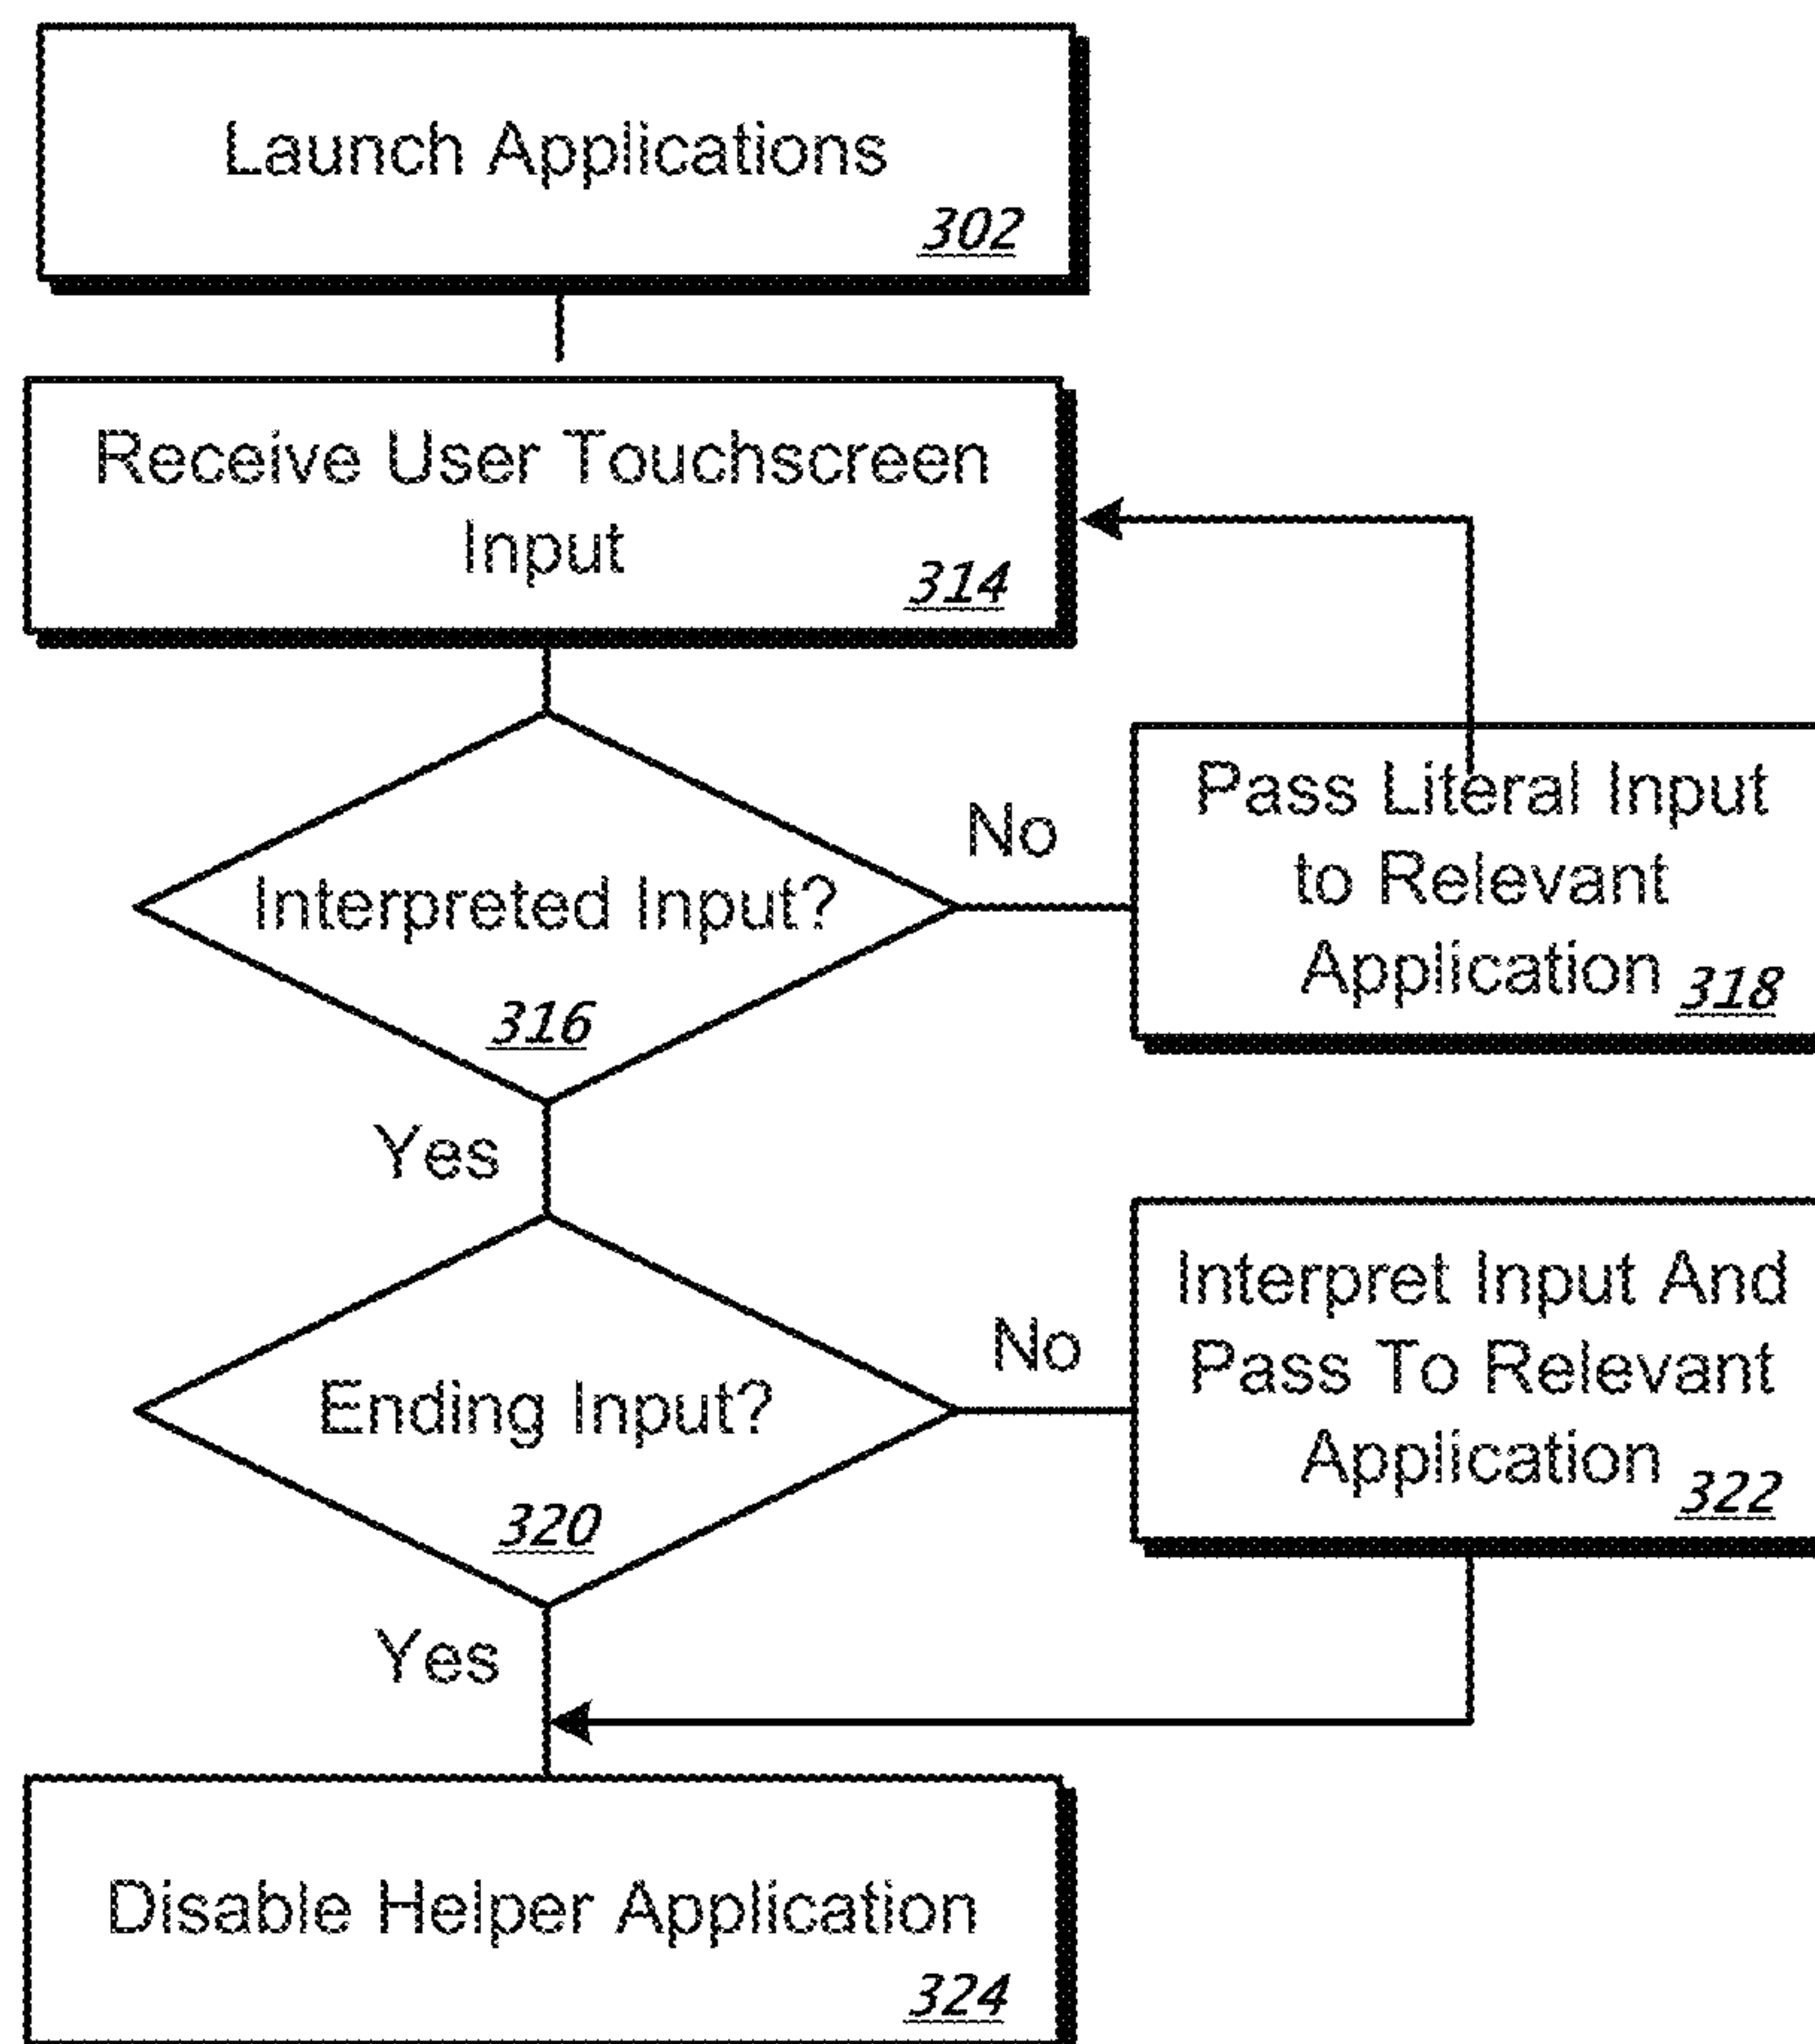 Launch Applications
302
Receive User Touchscreen
Input
314
Interpreted Input?
316
No
Pass Literal Input
to Relevant
Application 318
Yes
Ending Input?
320
No
Interpret Input And
Pass To Relevant
Application 322
Yes
Disable Helper Application
324